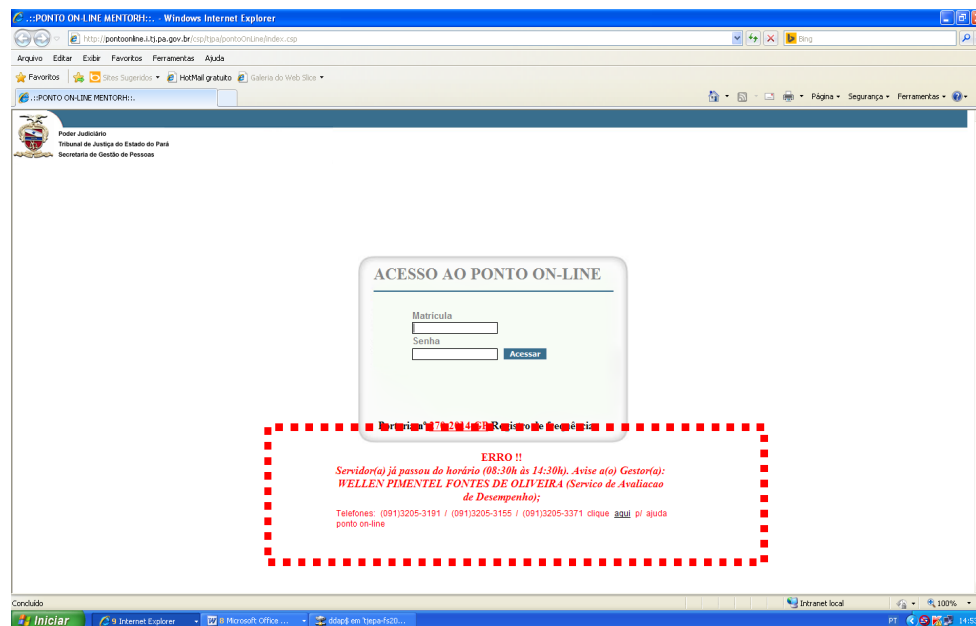 .::PONTO ON-LINE MENTORH::. - Windows Internet Explorer
http://pontoonline.i.tj.pa.gov.br/csp/tjpa/pontoOnLine/index.csp
Bing
Arquivo Editar Exibir Favoritos Ferramentas Ajuda
Favoritos Sites Sugeridos HotMail gratuito Galeria do Web Slice
.::PONTO ON-LINE MENTORH::.
Página Segurança Ferramentas
Poder Judiciário
Tribunal de Justiça do Estado do Pará
Secretaria de Gestão de Pessoas
ACESSO AO PONTO ON-LINE
Matrícula
Senha
Acessar
Portaria nº Registro de frequência
ERRO !!
Servidor(a) já passou do horário (08:30h às 14:30h). Avise a(o) Gestor(a):
WELLEN PIMENTEL FONTES DE OLIVEIRA (Servico de Avaliacao
de Desempenho);
Telefones: (091)3205-3191 / (091)3205-3155 / (091)3205-3371 clique aqui p/ ajuda
ponto on-line
Concluído
Intranet local
100%
Iniciar
9 Internet Explorer
8 Microsoft Office ...
PT